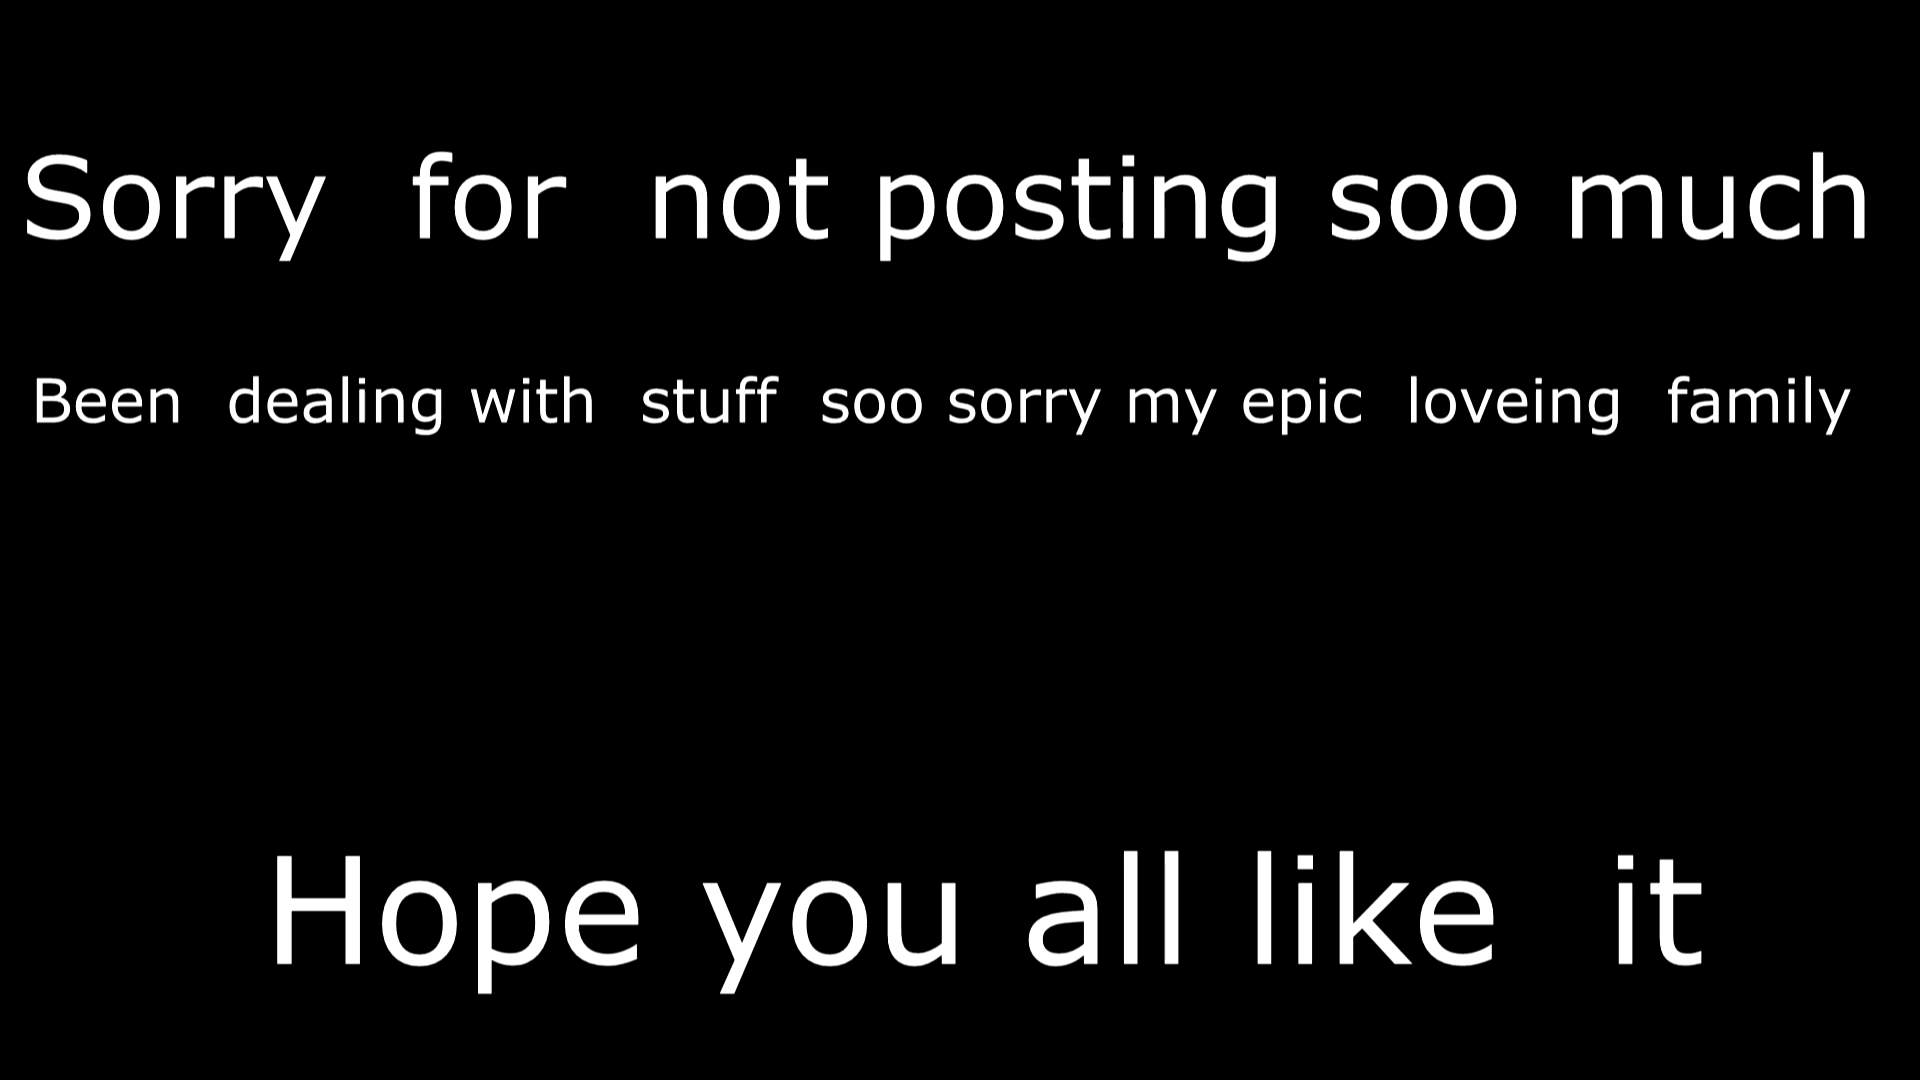 Sorry for not posting soo much
Been dealing with stuff soo sorry my epic loveing family
Hope you all like it